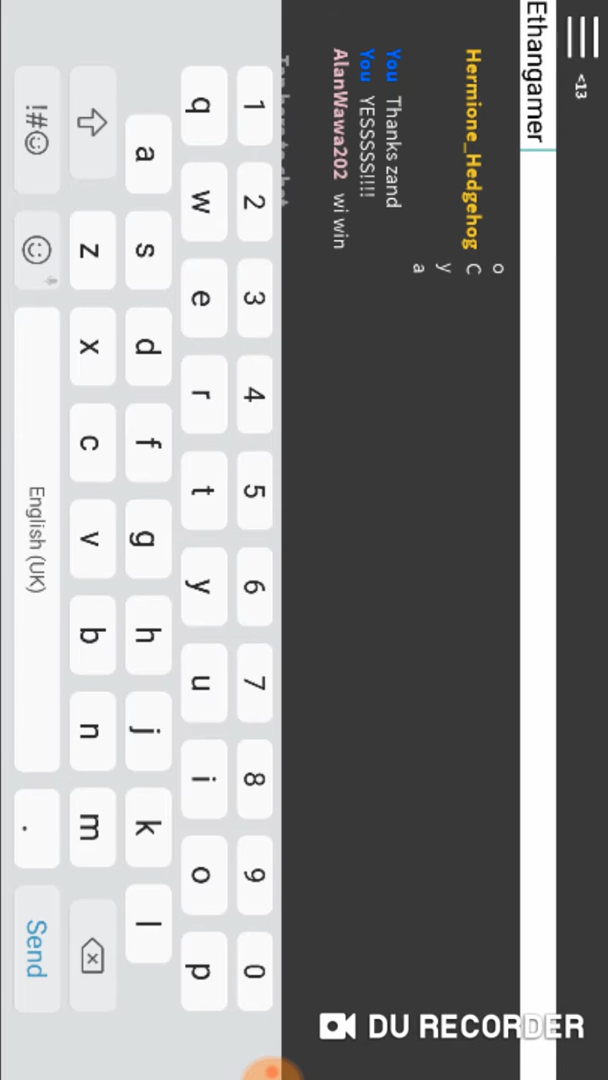 <13
Ethangamer
o
Hermione_Hedgehog C
y
a
You Thanks zand
You YESSSSS!!!!
AlanWawa202 wi win
1 2 3 4 5 6 7 8 9 0
q w e r t y u i o p
a s d f g h j k l
z x c v b n m
!#☺ English (UK) . Send
DU RECORDER